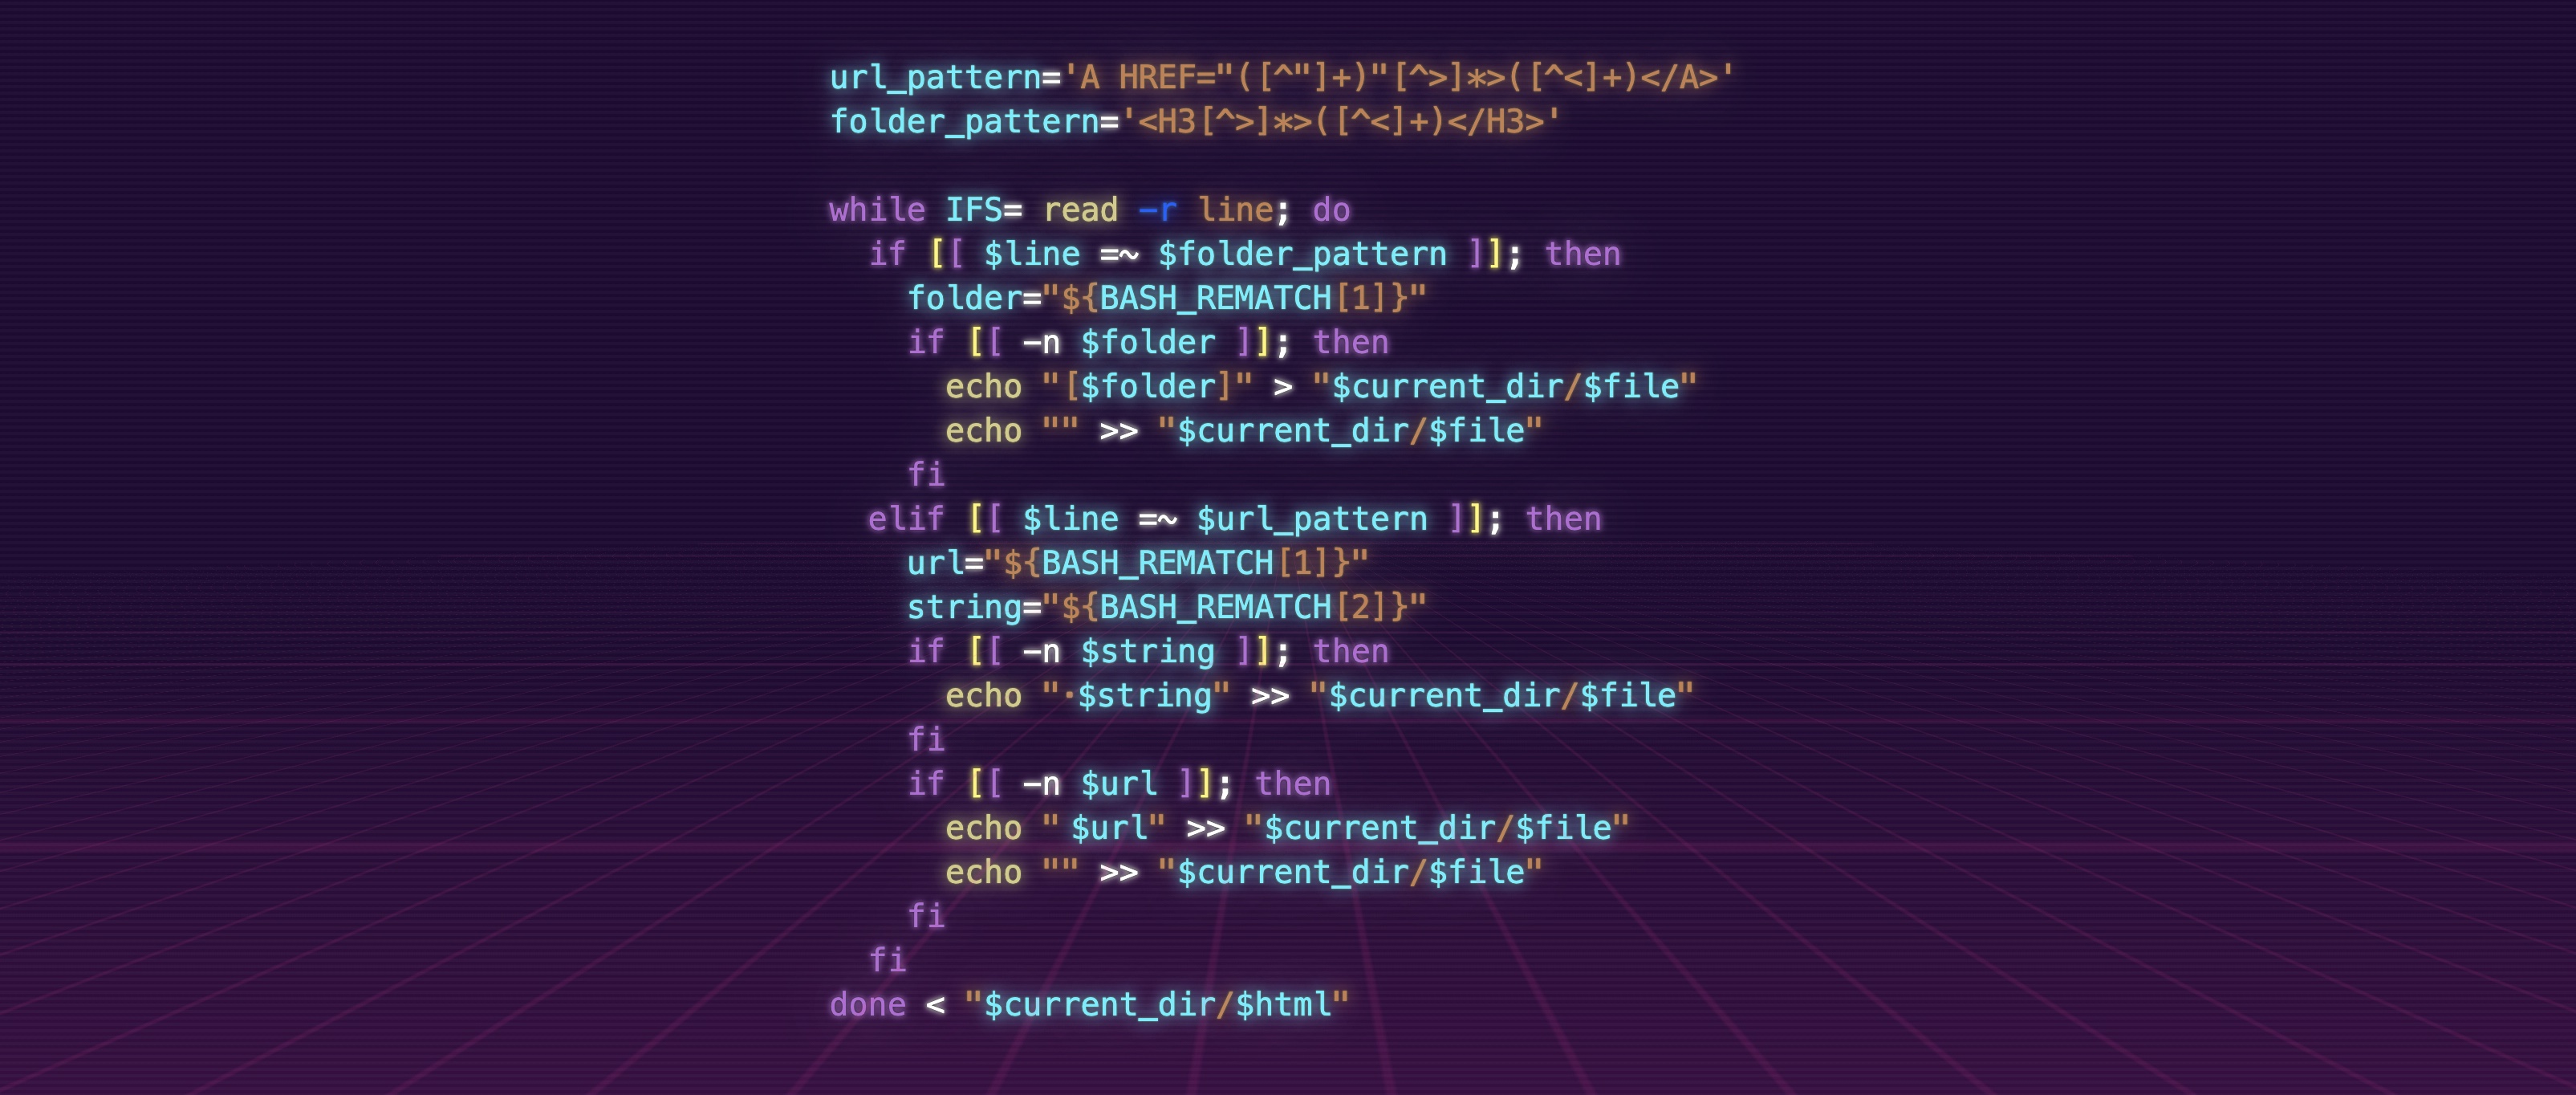 url_pattern='A HREF="([^"]+)"[^>]*>([^<]+)</A>'
folder_pattern='<H3[^>]*>([^<]+)</H3>'

while IFS= read -r line; do
  if [[ $line =~ $folder_pattern ]]; then
    folder="${BASH_REMATCH[1]}"
    if [[ -n $folder ]]; then
      echo "[$folder]" > "$current_dir/$file"
      echo "" >> "$current_dir/$file"
    fi
  elif [[ $line =~ $url_pattern ]]; then
    url="${BASH_REMATCH[1]}"
    string="${BASH_REMATCH[2]}"
    if [[ -n $string ]]; then
      echo "·$string" >> "$current_dir/$file"
    fi
    if [[ -n $url ]]; then
      echo " $url" >> "$current_dir/$file"
      echo "" >> "$current_dir/$file"
    fi
  fi
done < "$current_dir/$html"